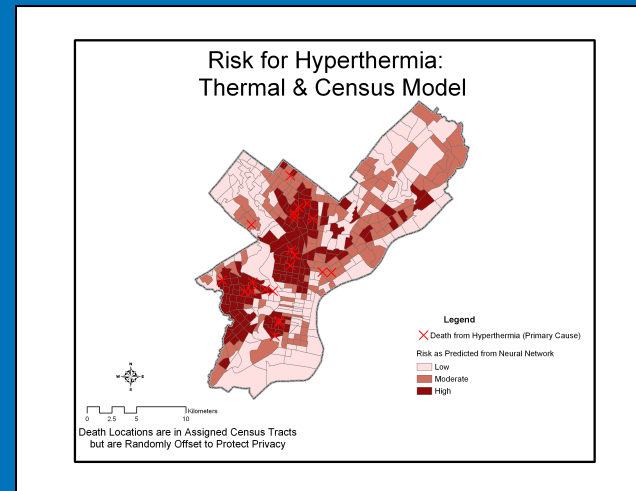 Risk for Hyperthermia:
Thermal & Census Model
Legend
Death from Hyperthermia (Primary Cause)
Risk as Predicted from Neural Network
Low
Moderate
High
N
W E
S
0 2.5 5 10
Kilometers
Death Locations are in Assigned Census Tracts
but are Randomly Offset to Protect Privacy